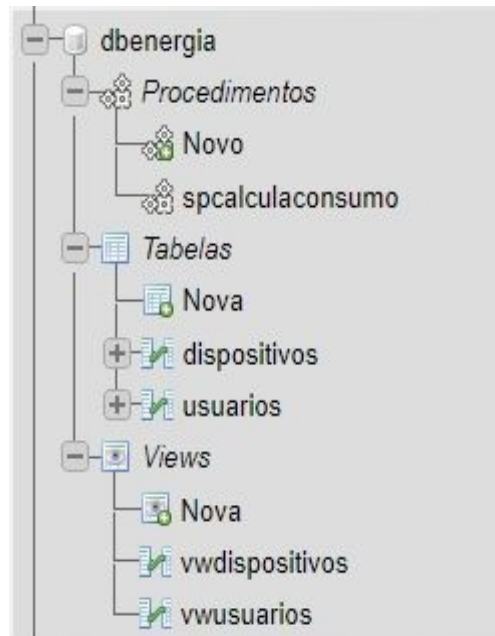 dbenergia
Procedimentos
Novo
spcalculaconsumo
Tabelas
Nova
dispositivos
usuarios
Views
Nova
vwdispositivos
vwusuarios